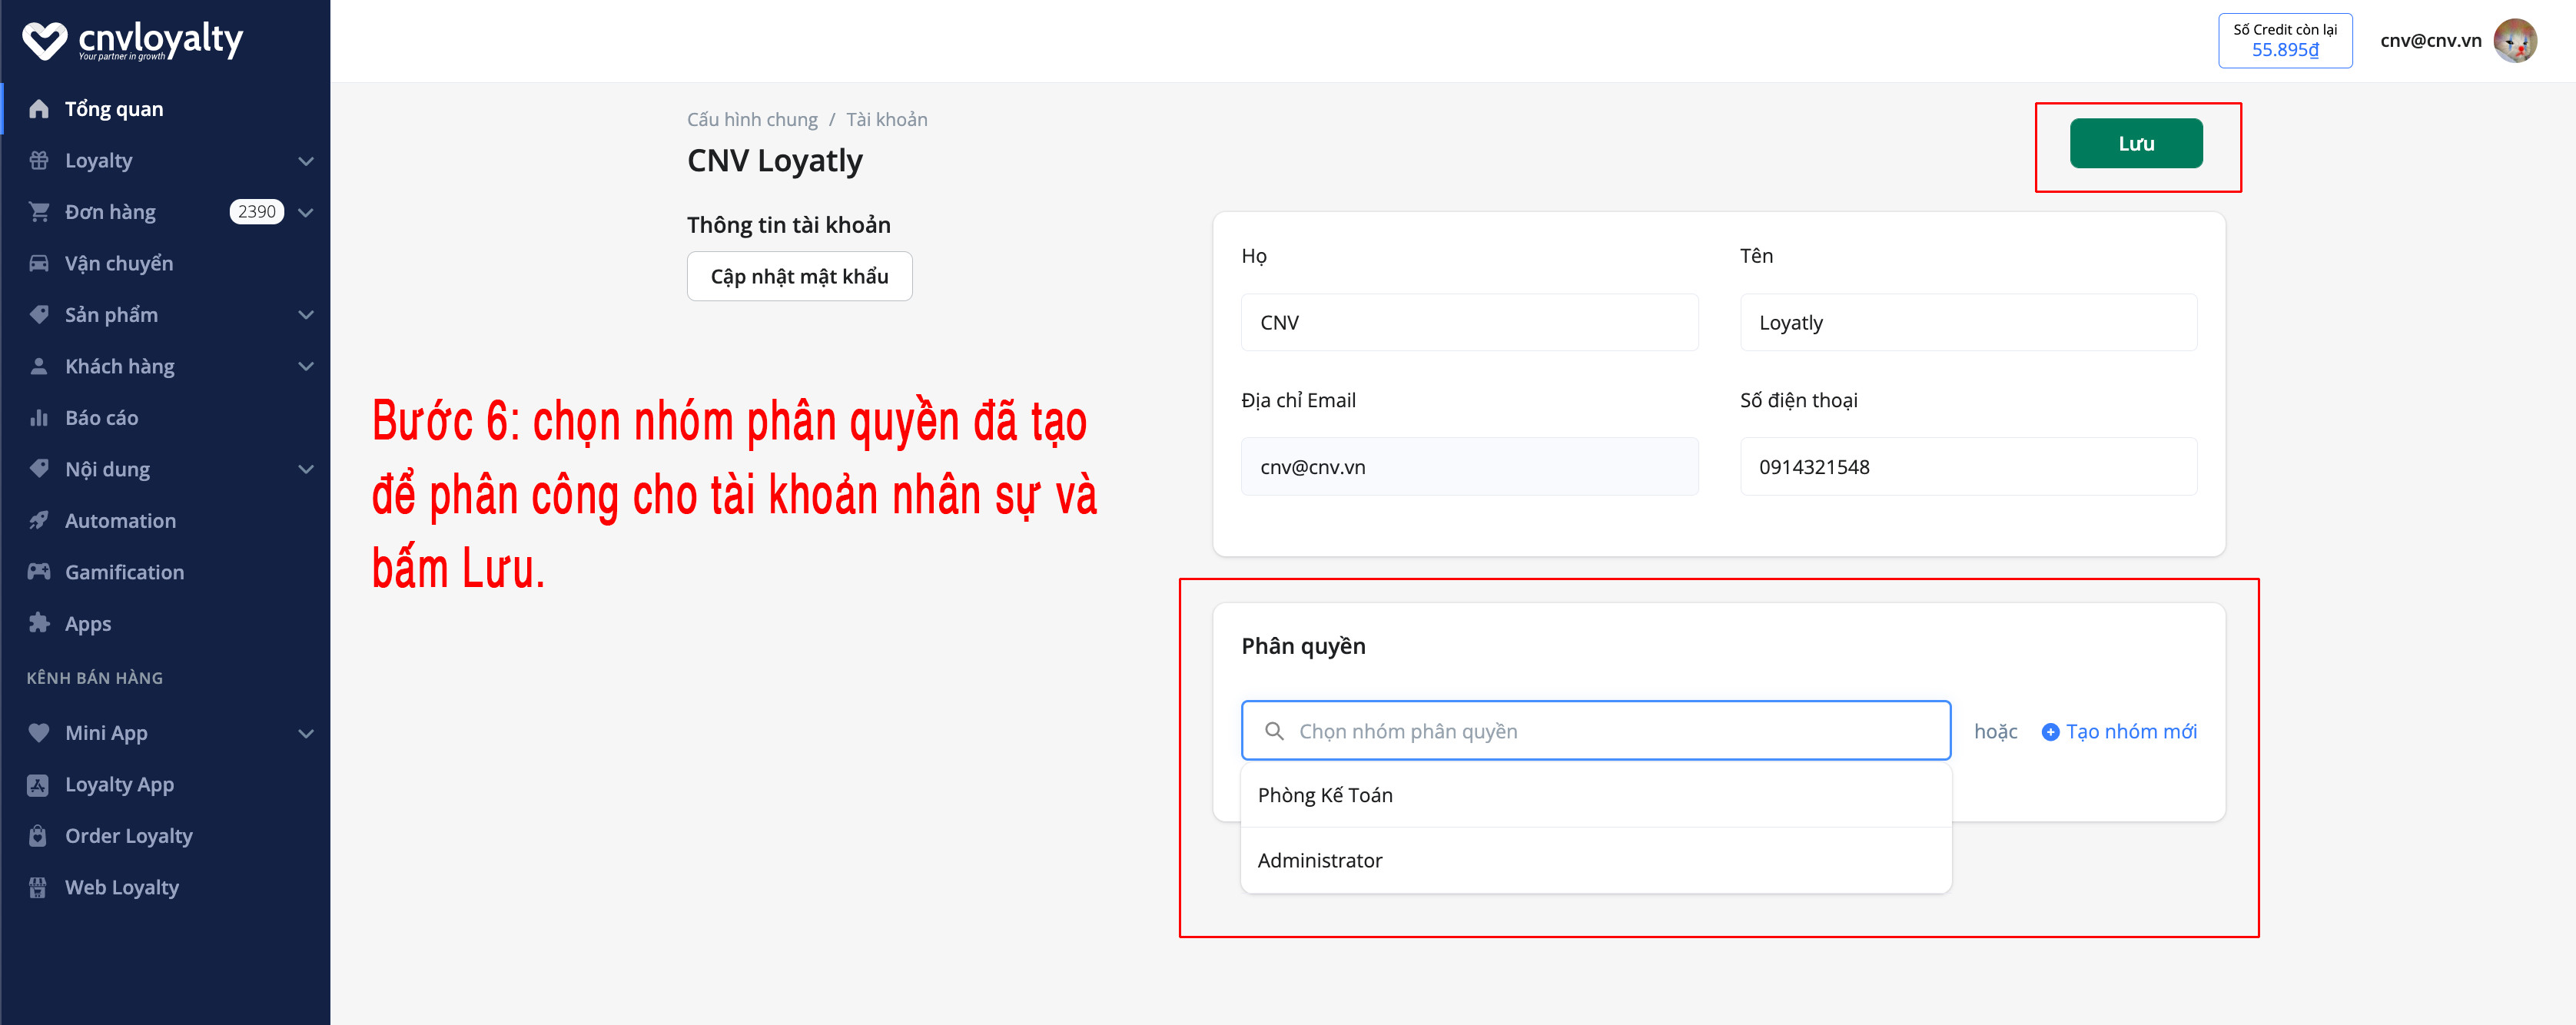 cnvloyalty
Your partner in growth
Tổng quan
Loyalty
Đơn hàng 2390
Vận chuyển
Sản phẩm
Khách hàng
Báo cáo
Nội dung
Automation
Gamification
Apps
KÊNH BÁN HÀNG
Mini App
Loyalty App
Order Loyalty
Web Loyalty
Số Credit còn lại
55.895₫
cnv@cnv.vn
Cấu hình chung / Tài khoản
CNV Loyatly
Lưu
Thông tin tài khoản
Cập nhật mật khẩu
Bước 6: chọn nhóm phân quyền đã tạo
để phân công cho tài khoản nhân sự và
bấm Lưu.
Họ Tên
CNV Loyatly
Địa chỉ Email Số điện thoại
cnv@cnv.vn 0914321548
Phân quyền
Chọn nhóm phân quyền hoặc Tạo nhóm mới
Phòng Kế Toán
Administrator